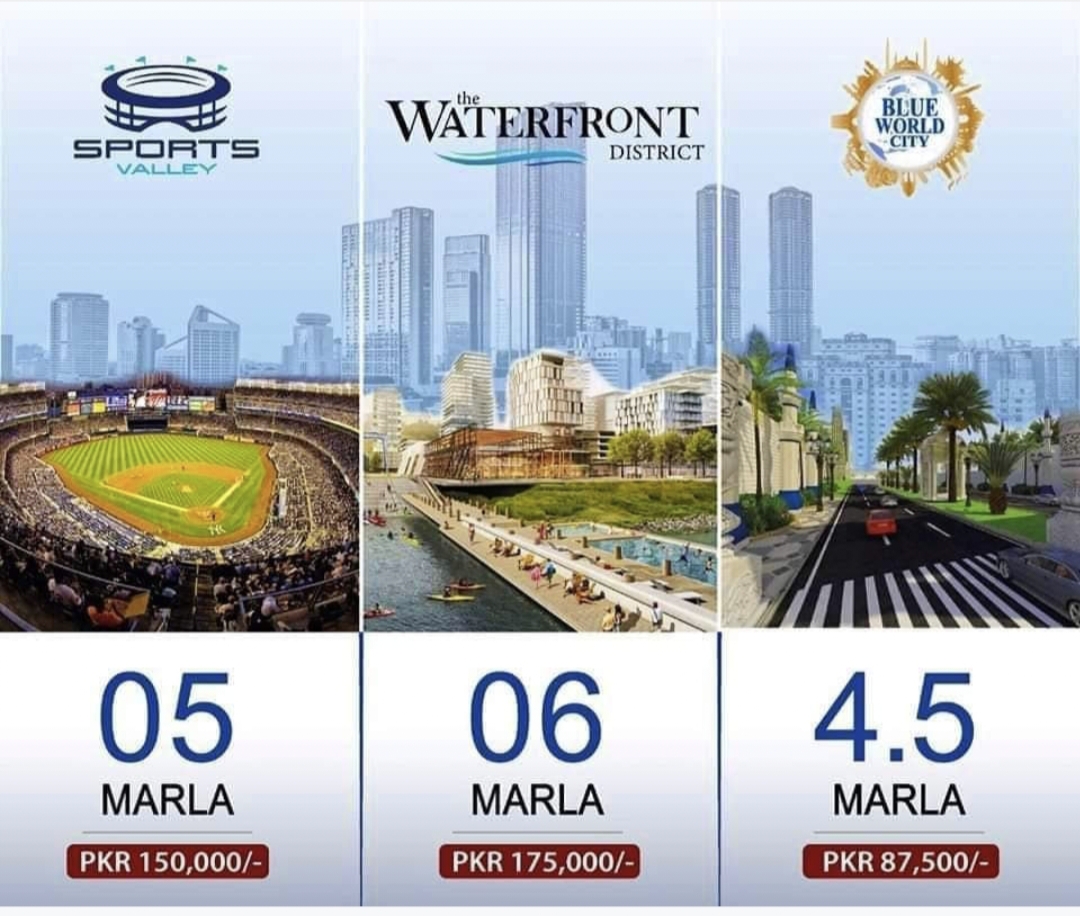 SPORTS
VALLEY
05
MARLA
PKR 150,000/-
the
WATERFRONT
DISTRICT
06
MARLA
PKR 175,000/-
BLUE
WORLD
CITY
4.5
MARLA
PKR 87,500/-